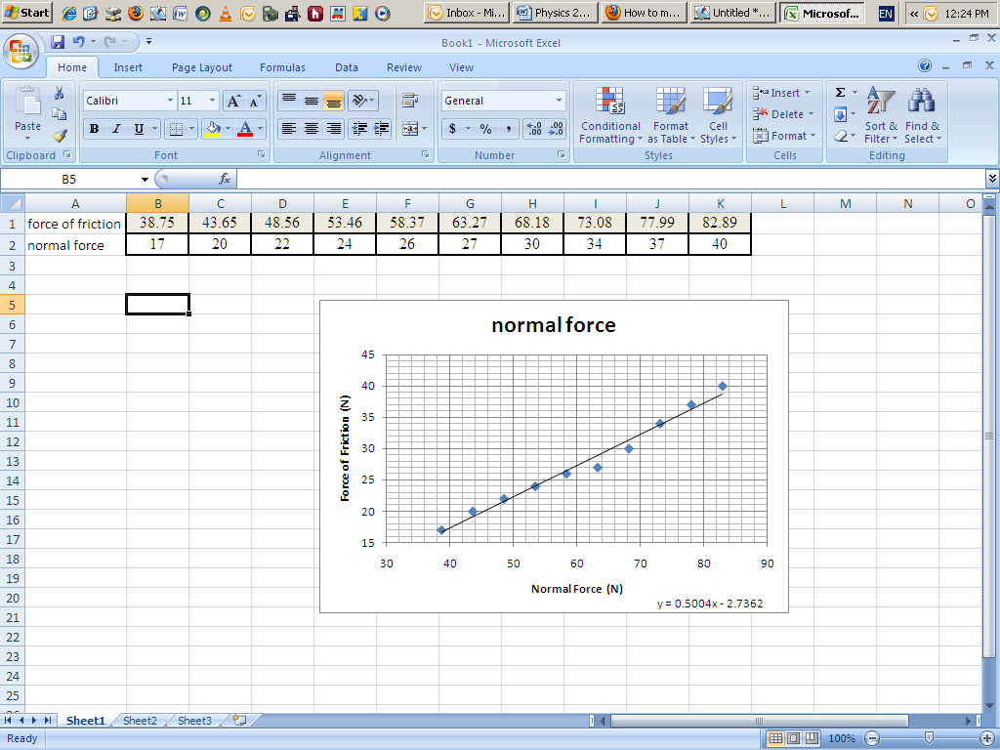 Start Inbox - Mi... Physics 2... How to m... Untitled *... Microsof... EN « 12:24 PM
Book1 - Microsoft Excel
Home Insert Page Layout Formulas Data Review View
Calibri 11 General Insert Σ
Paste B I U A $ % , Conditional Formatting Format as Table Cell Styles Delete Sort & Filter Find & Select
Format
Clipboard Font Alignment Number Styles Cells Editing
B5 fx
A B C D E F G H I J K L M N O
1 force of friction 38.75 43.65 48.56 53.46 58.37 63.27 68.18 73.08 77.99 82.89
2 normal force 17 20 22 24 26 27 30 34 37 40
3
4
5
6
7
8
9
10
11
12
13
14
15
16
17
18
19
20
21
22
23
24
25
normal force
45
40
35
30
25
20
15
Force of Friction (N)
30 40 50 60 70 80 90
Normal Force (N)
y = 0.5004x - 2.7362
Sheet1 Sheet2 Sheet3
Ready 100%